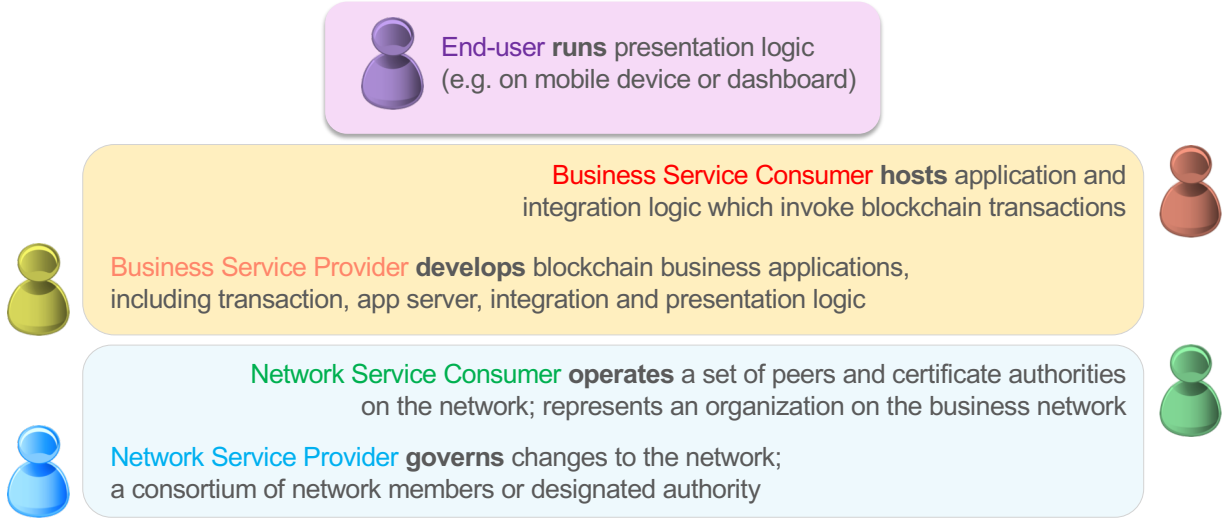 End-user runs presentation logic
(e.g. on mobile device or dashboard)
Business Service Consumer hosts application and
integration logic which invoke blockchain transactions
Business Service Provider develops blockchain business applications,
including transaction, app server, integration and presentation logic
Network Service Consumer operates a set of peers and certificate authorities
on the network; represents an organization on the business network
Network Service Provider governs changes to the network;
a consortium of network members or designated authority